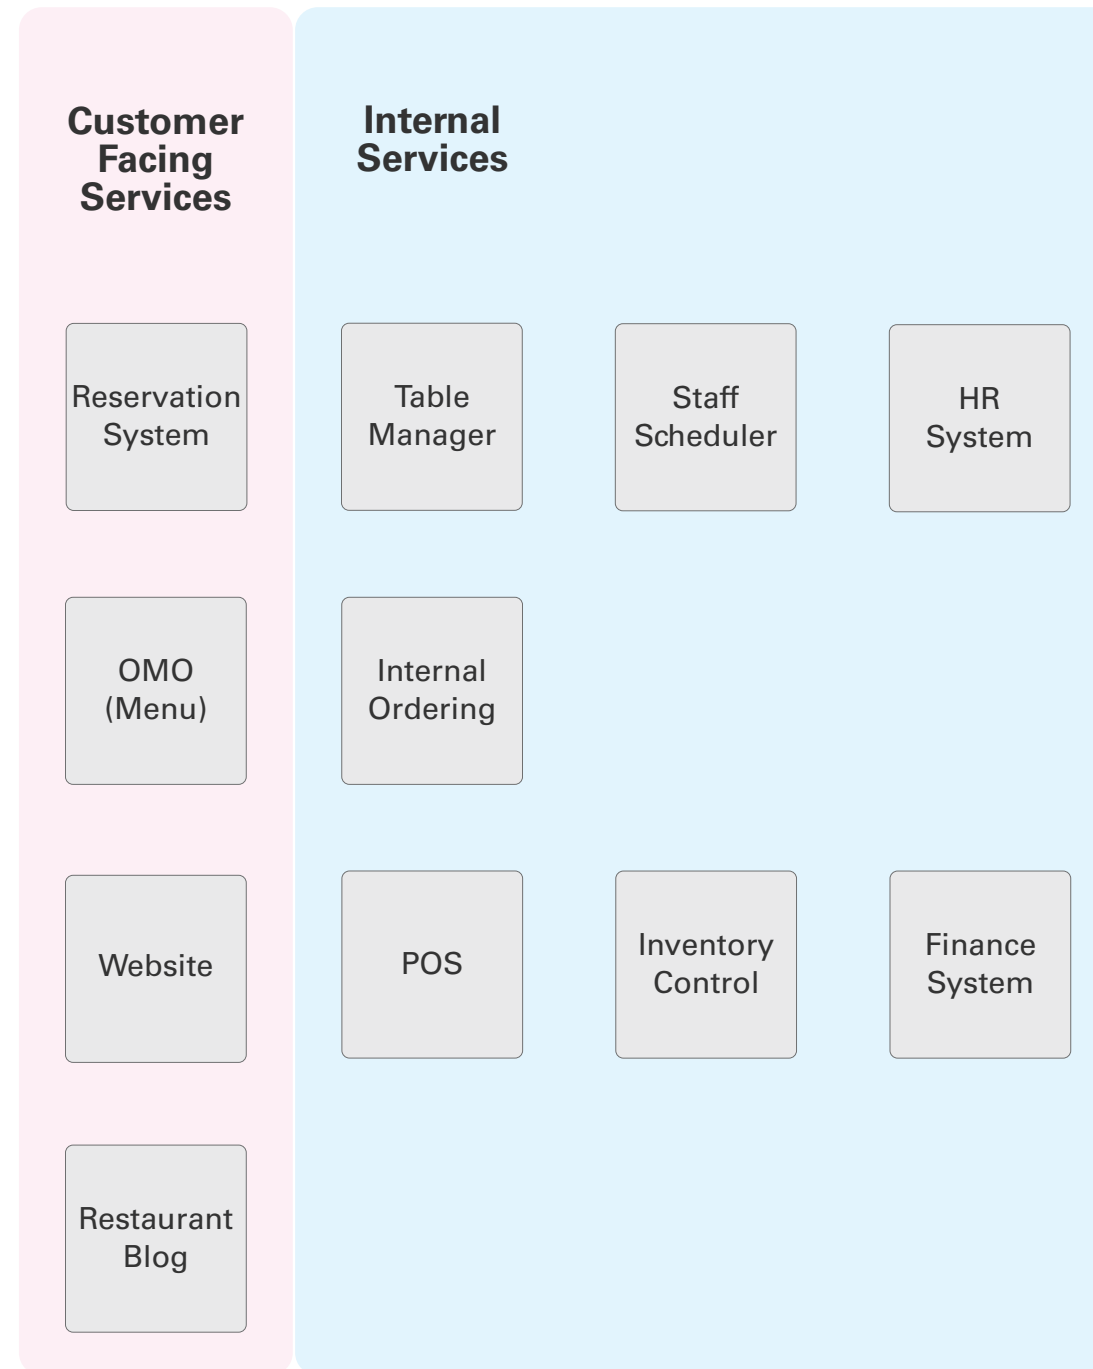 Customer
Facing
Services
Internal
Services
Reservation
System
Table
Manager
Staff
Scheduler
HR
System
OMO
(Menu)
Internal
Ordering
Website
POS
Inventory
Control
Finance
System
Restaurant
Blog